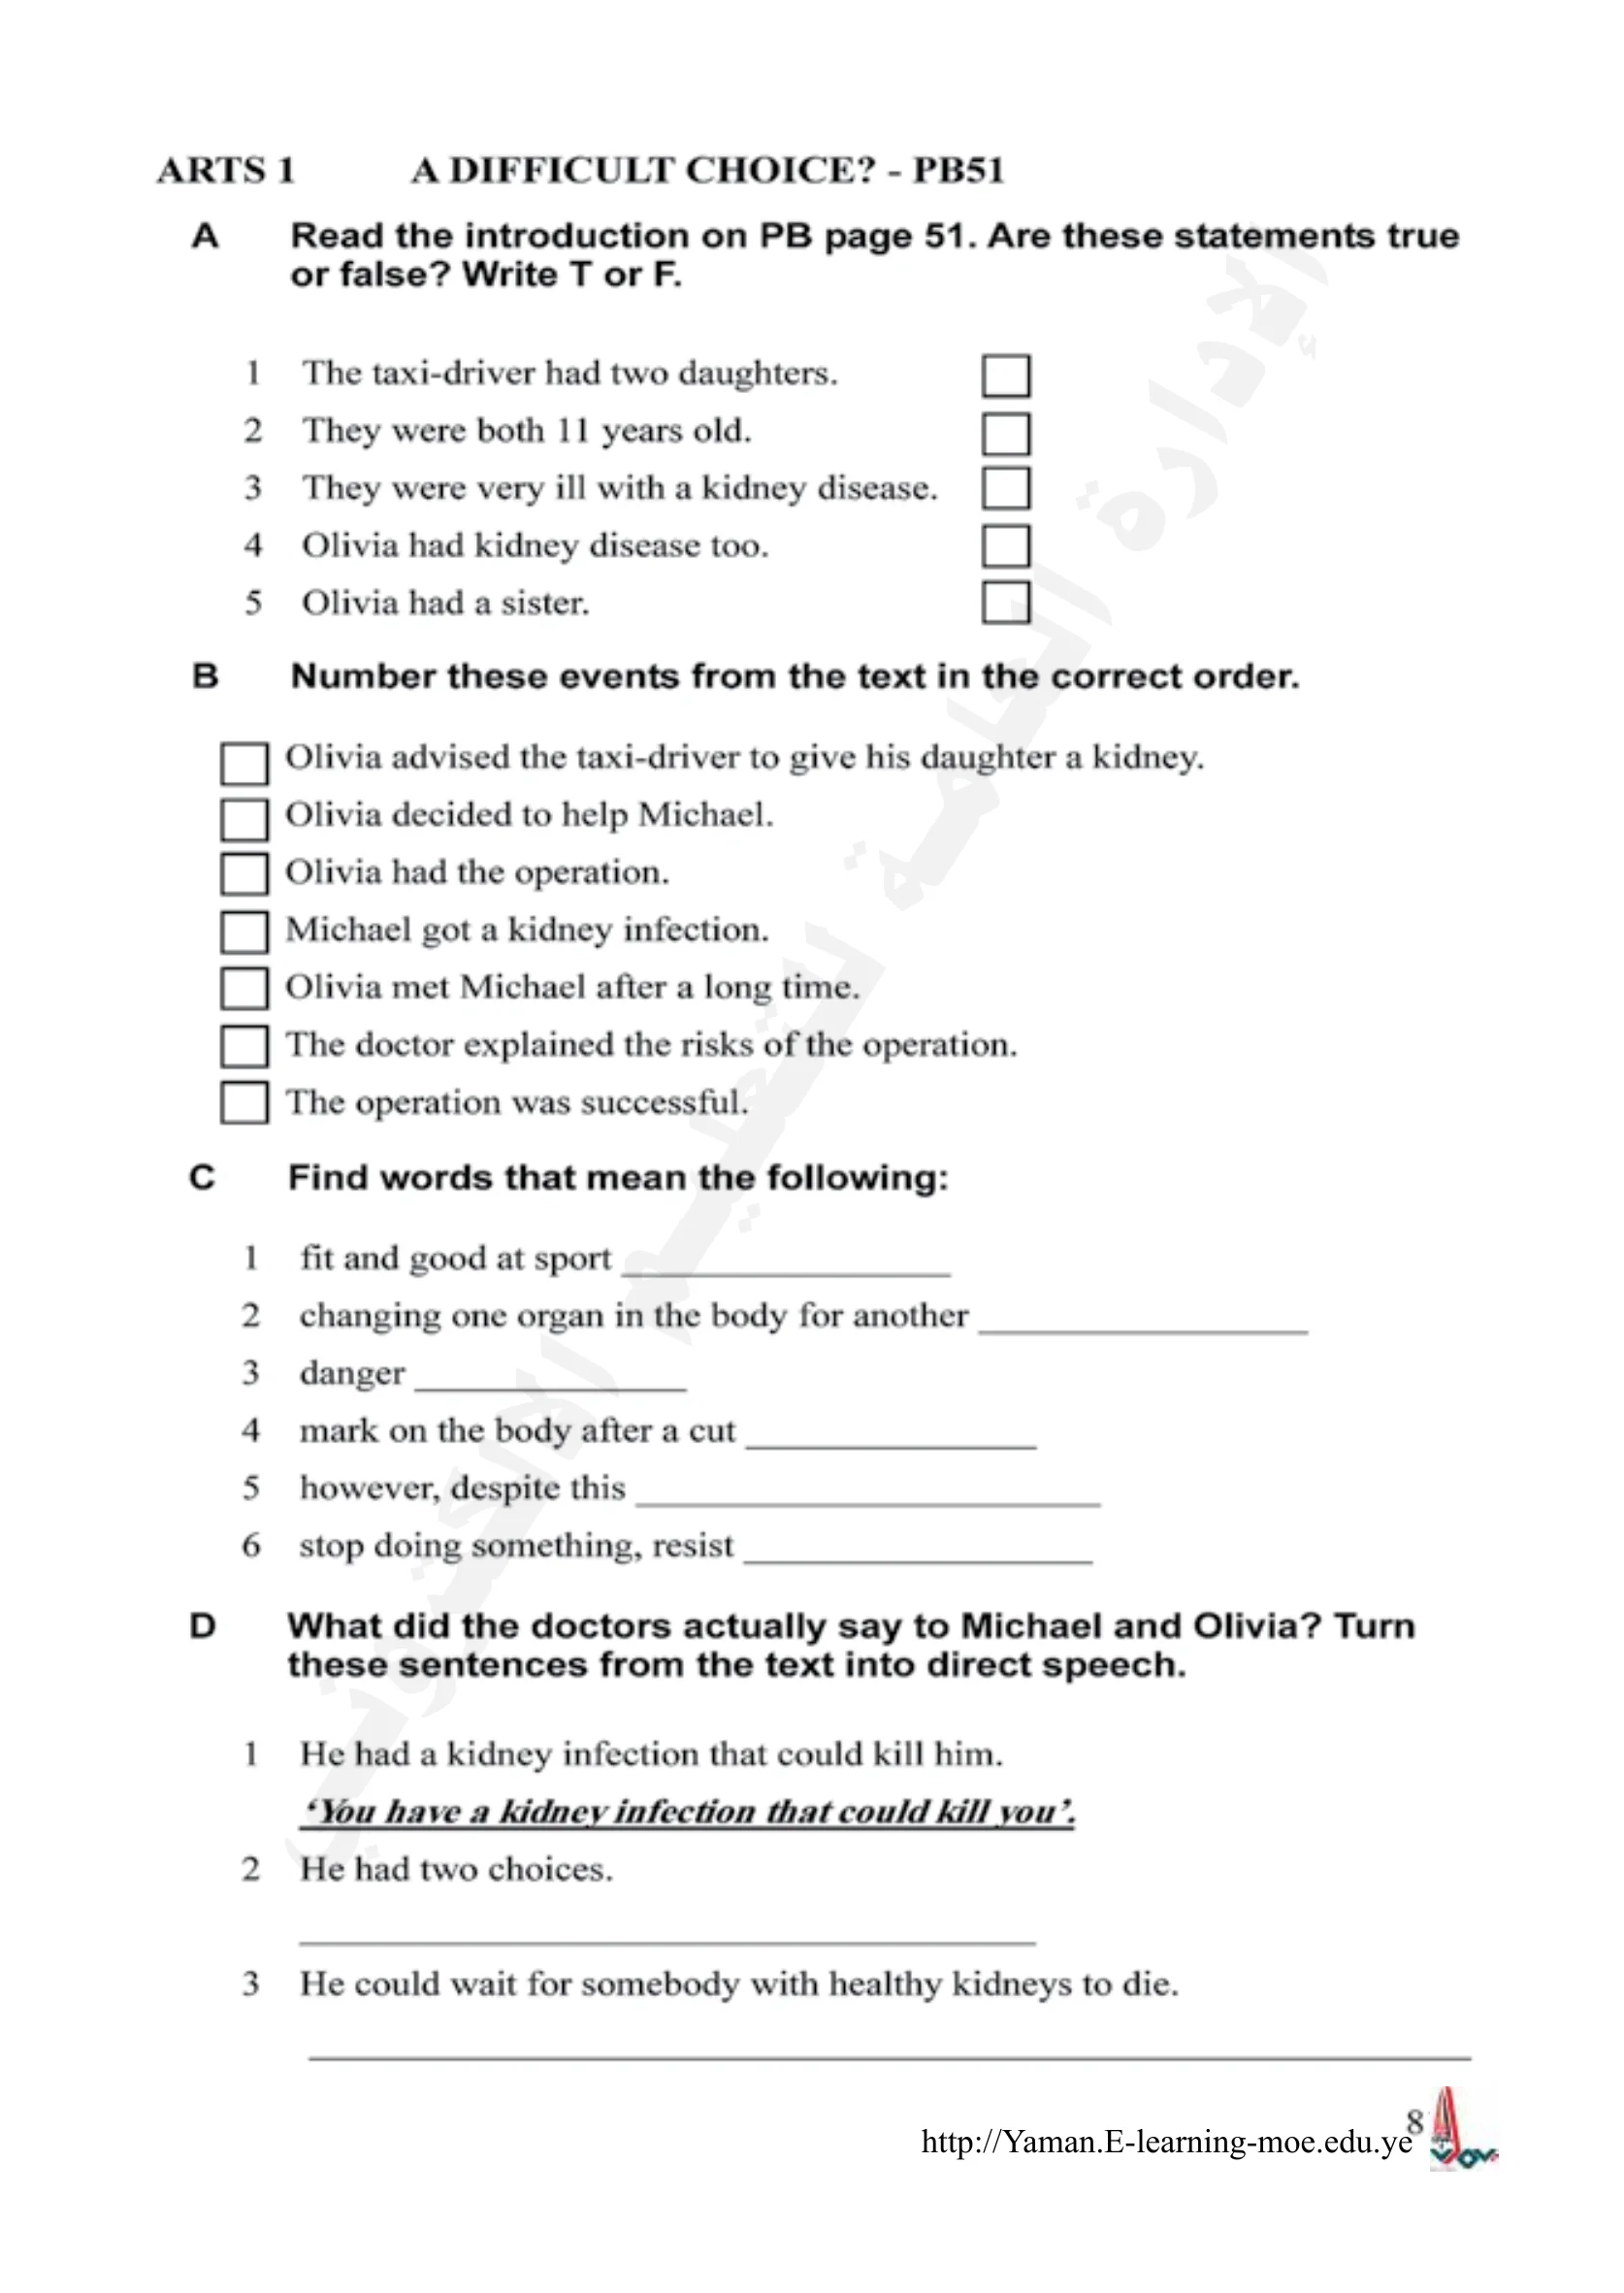 ARTS 1 A DIFFICULT CHOICE? - PB51
A Read the introduction on PB page 51. Are these statements true
or false? Write T or F.
1 The taxi-driver had two daughters.
2 They were both 11 years old.
3 They were very ill with a kidney disease.
4 Olivia had kidney disease too.
5 Olivia had a sister.
B Number these events from the text in the correct order.
Olivia advised the taxi-driver to give his daughter a kidney.
Olivia decided to help Michael.
Olivia had the operation.
Michael got a kidney infection.
Olivia met Michael after a long time.
The doctor explained the risks of the operation.
The operation was successful.
C Find words that mean the following:
1 fit and good at sport
2 changing one organ in the body for another
3 danger
4 mark on the body after a cut
5 however, despite this
6 stop doing something, resist
D What did the doctors actually say to Michael and Olivia? Turn
these sentences from the text into direct speech.
1 He had a kidney infection that could kill him.
‘You have a kidney infection that could kill you’.
2 He had two choices.
3 He could wait for somebody with healthy kidneys to die.
8
http://Yaman.E-learning-moe.edu.ye
الإدارة العامة للتعليم الإلكتروني